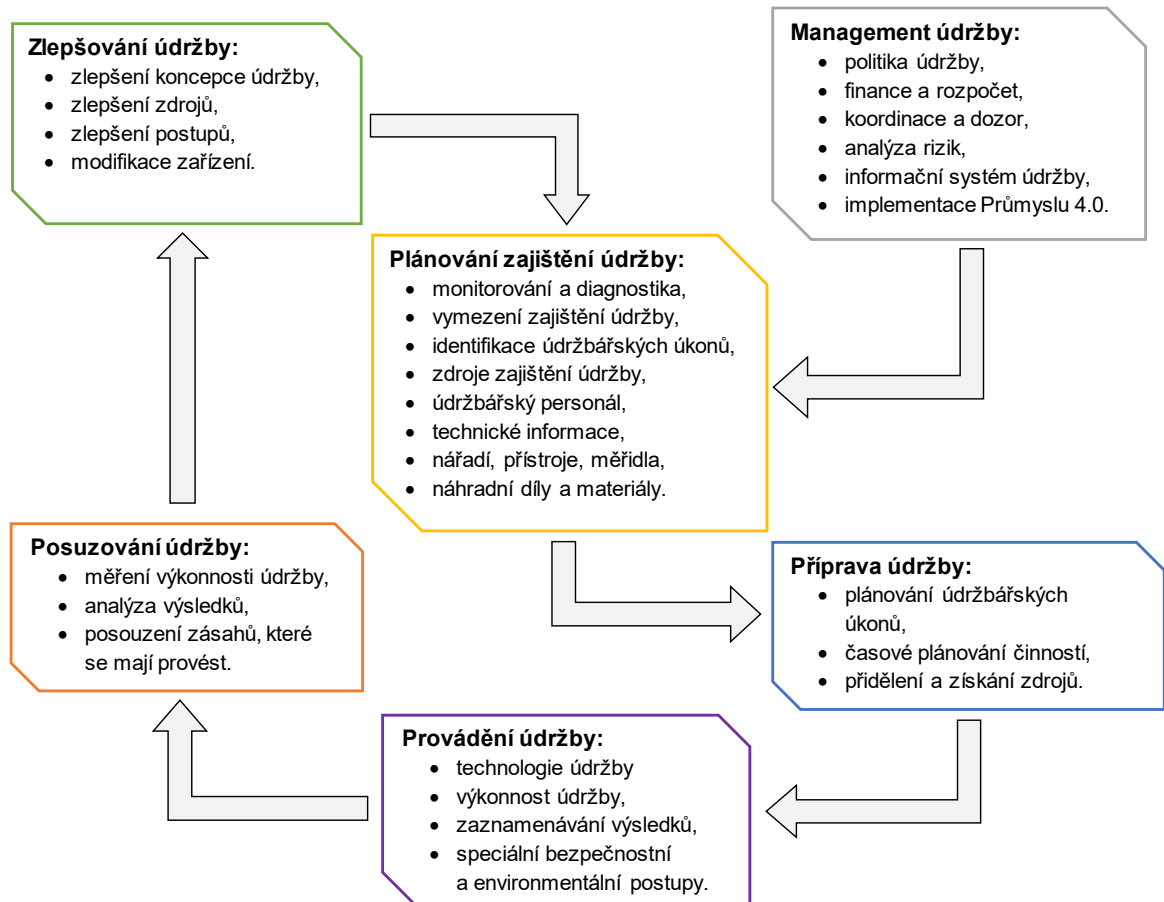 Zlepšování údržby:
• zlepšení koncepce údržby,
• zlepšení zdrojů,
• zlepšení postupů,
• modifikace zařízení.
Management údržby:
• politika údržby,
• finance a rozpočet,
• koordinace a dozor,
• analýza rizik,
• informační systém údržby,
• implementace Průmyslu 4.0.
Plánování zajištění údržby:
• monitorování a diagnostika,
• vymezení zajištění údržby,
• identifikace údržbářských úkonů,
• zdroje zajištění údržby,
• údržbářský personál,
• technické informace,
• nářadí, přístroje, měřidla,
• náhradní díly a materiály.
Posuzování údržby:
• měření výkonnosti údržby,
• analýza výsledků,
• posouzení zásahů, které
se mají provést.
Příprava údržby:
• plánování údržbářských
úkonů,
• časové plánování činností,
• přidělení a získání zdrojů.
Provádění údržby:
• technologie údržby
• výkonnost údržby,
• zaznamenávání výsledků,
• speciální bezpečnostní
a environmentální postupy.